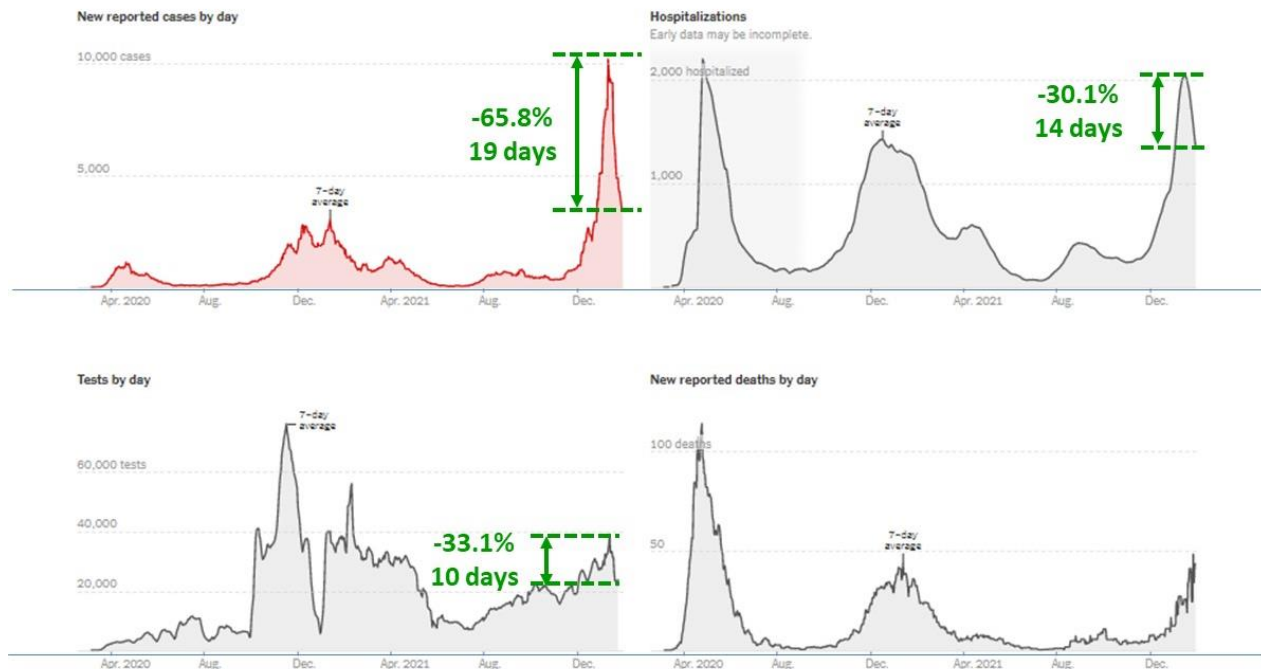 New reported cases by day
10,000 cases
5,000
7–day
average
-65.8%
19 days
Apr. 2020
Aug.
Dec.
Apr. 2021
Aug.
Dec.
Hospitalizations
Early data may be incomplete.
2,000 hospitalized
1,000
7–day
average
-30.1%
14 days
Apr. 2020
Aug.
Dec.
Apr. 2021
Aug.
Dec.
Tests by day
7–day
average
60,000 tests
40,000
20,000
-33.1%
10 days
Apr. 2020
Aug.
Dec.
Apr. 2021
Aug.
Dec.
New reported deaths by day
100 deaths
50
7–day
average
Apr. 2020
Aug.
Dec.
Apr. 2021
Aug.
Dec.